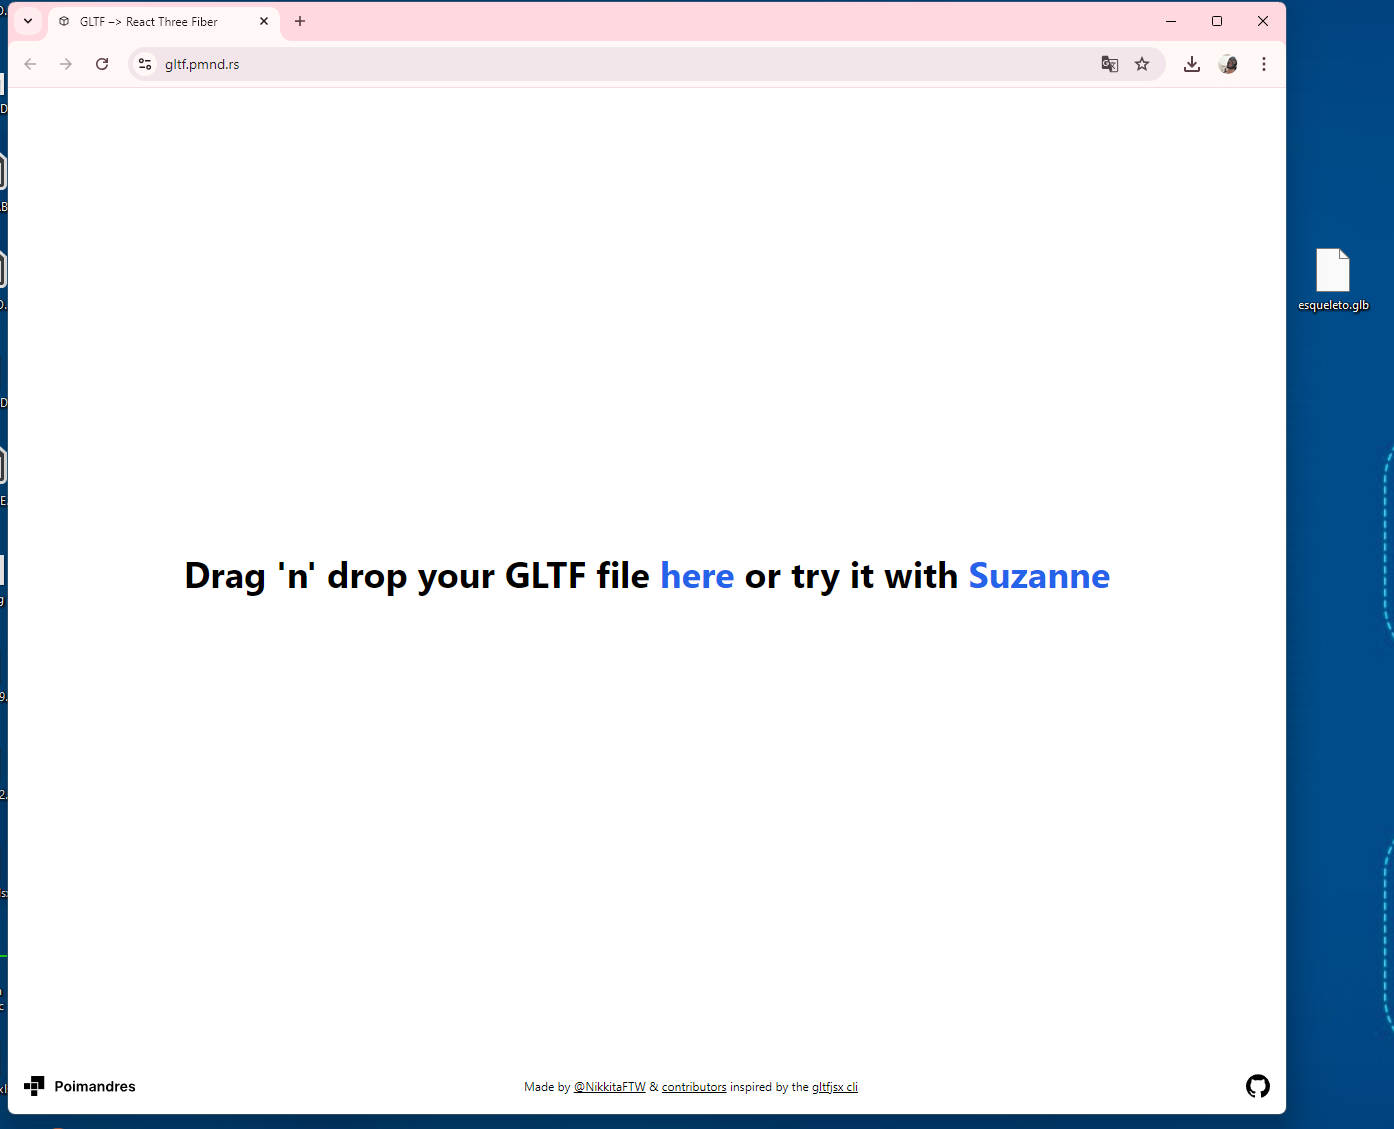 GLTF –> React Three Fiber
gltf.pmnd.rs
esqueleto.glb
Drag 'n' drop your GLTF file here or try it with Suzanne
Poimandres
Made by @NikkitaFTW & contributors inspired by the gltfjsx cli